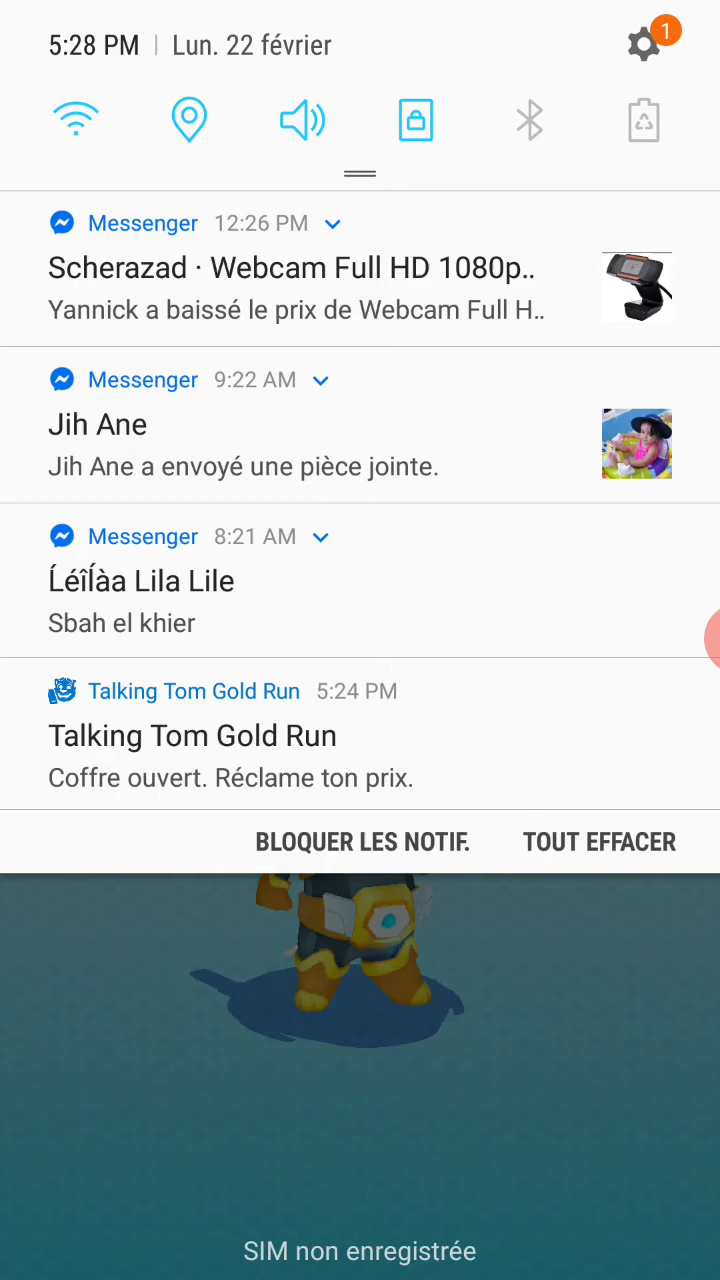 5:28 PM | Lun. 22 février
1
Messenger 12:26 PM
Scherazad · Webcam Full HD 1080p..
Yannick a baissé le prix de Webcam Full H..
Messenger 9:22 AM
Jih Ane
Jih Ane a envoyé une pièce jointe.
Messenger 8:21 AM
Ĺéîĺàa Lila Lile
Sbah el khier
Talking Tom Gold Run 5:24 PM
Talking Tom Gold Run
Coffre ouvert. Réclame ton prix.
BLOQUER LES NOTIF. TOUT EFFACER
SIM non enregistrée